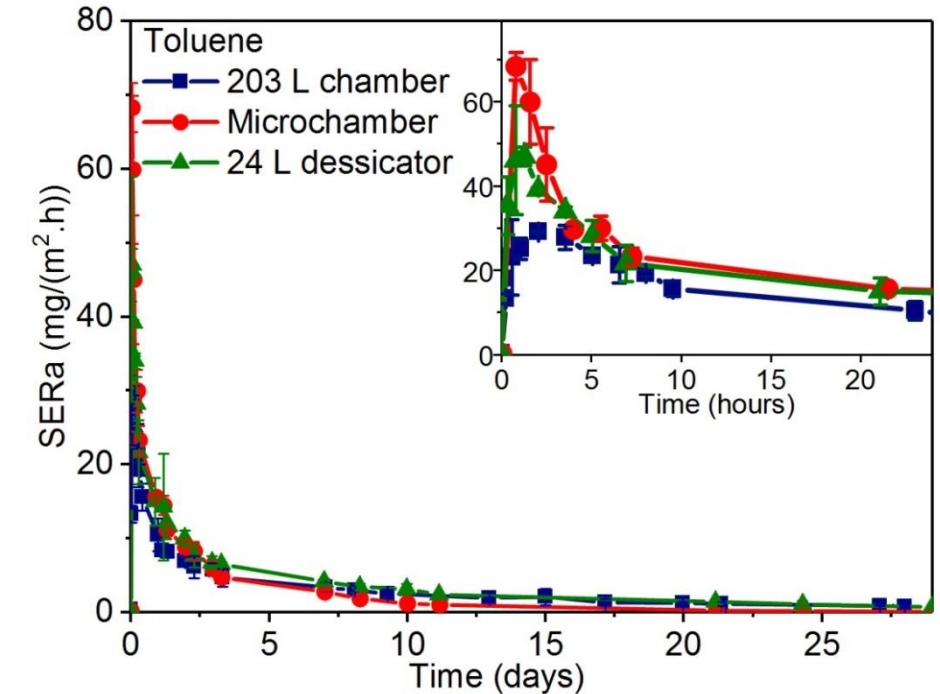 80
60
40
20
0
SERa (mg/(m².h))
Toluene
203 L chamber
Microchamber
24 L dessicator
60
40
20
0
0 5 10 15 20
Time (hours)
0 5 10 15 20 25
Time (days)